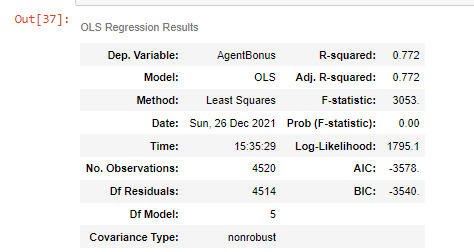 Out[37]:
OLS Regression Results
Dep. Variable: AgentBonus R-squared: 0.772
Model: OLS Adj. R-squared: 0.772
Method: Least Squares F-statistic: 3053.
Date: Sun, 26 Dec 2021 Prob (F-statistic): 0.00
Time: 15:35:29 Log-Likelihood: 1795.1
No. Observations: 4520 AIC: -3578.
Df Residuals: 4514 BIC: -3540.
Df Model: 5
Covariance Type: nonrobust